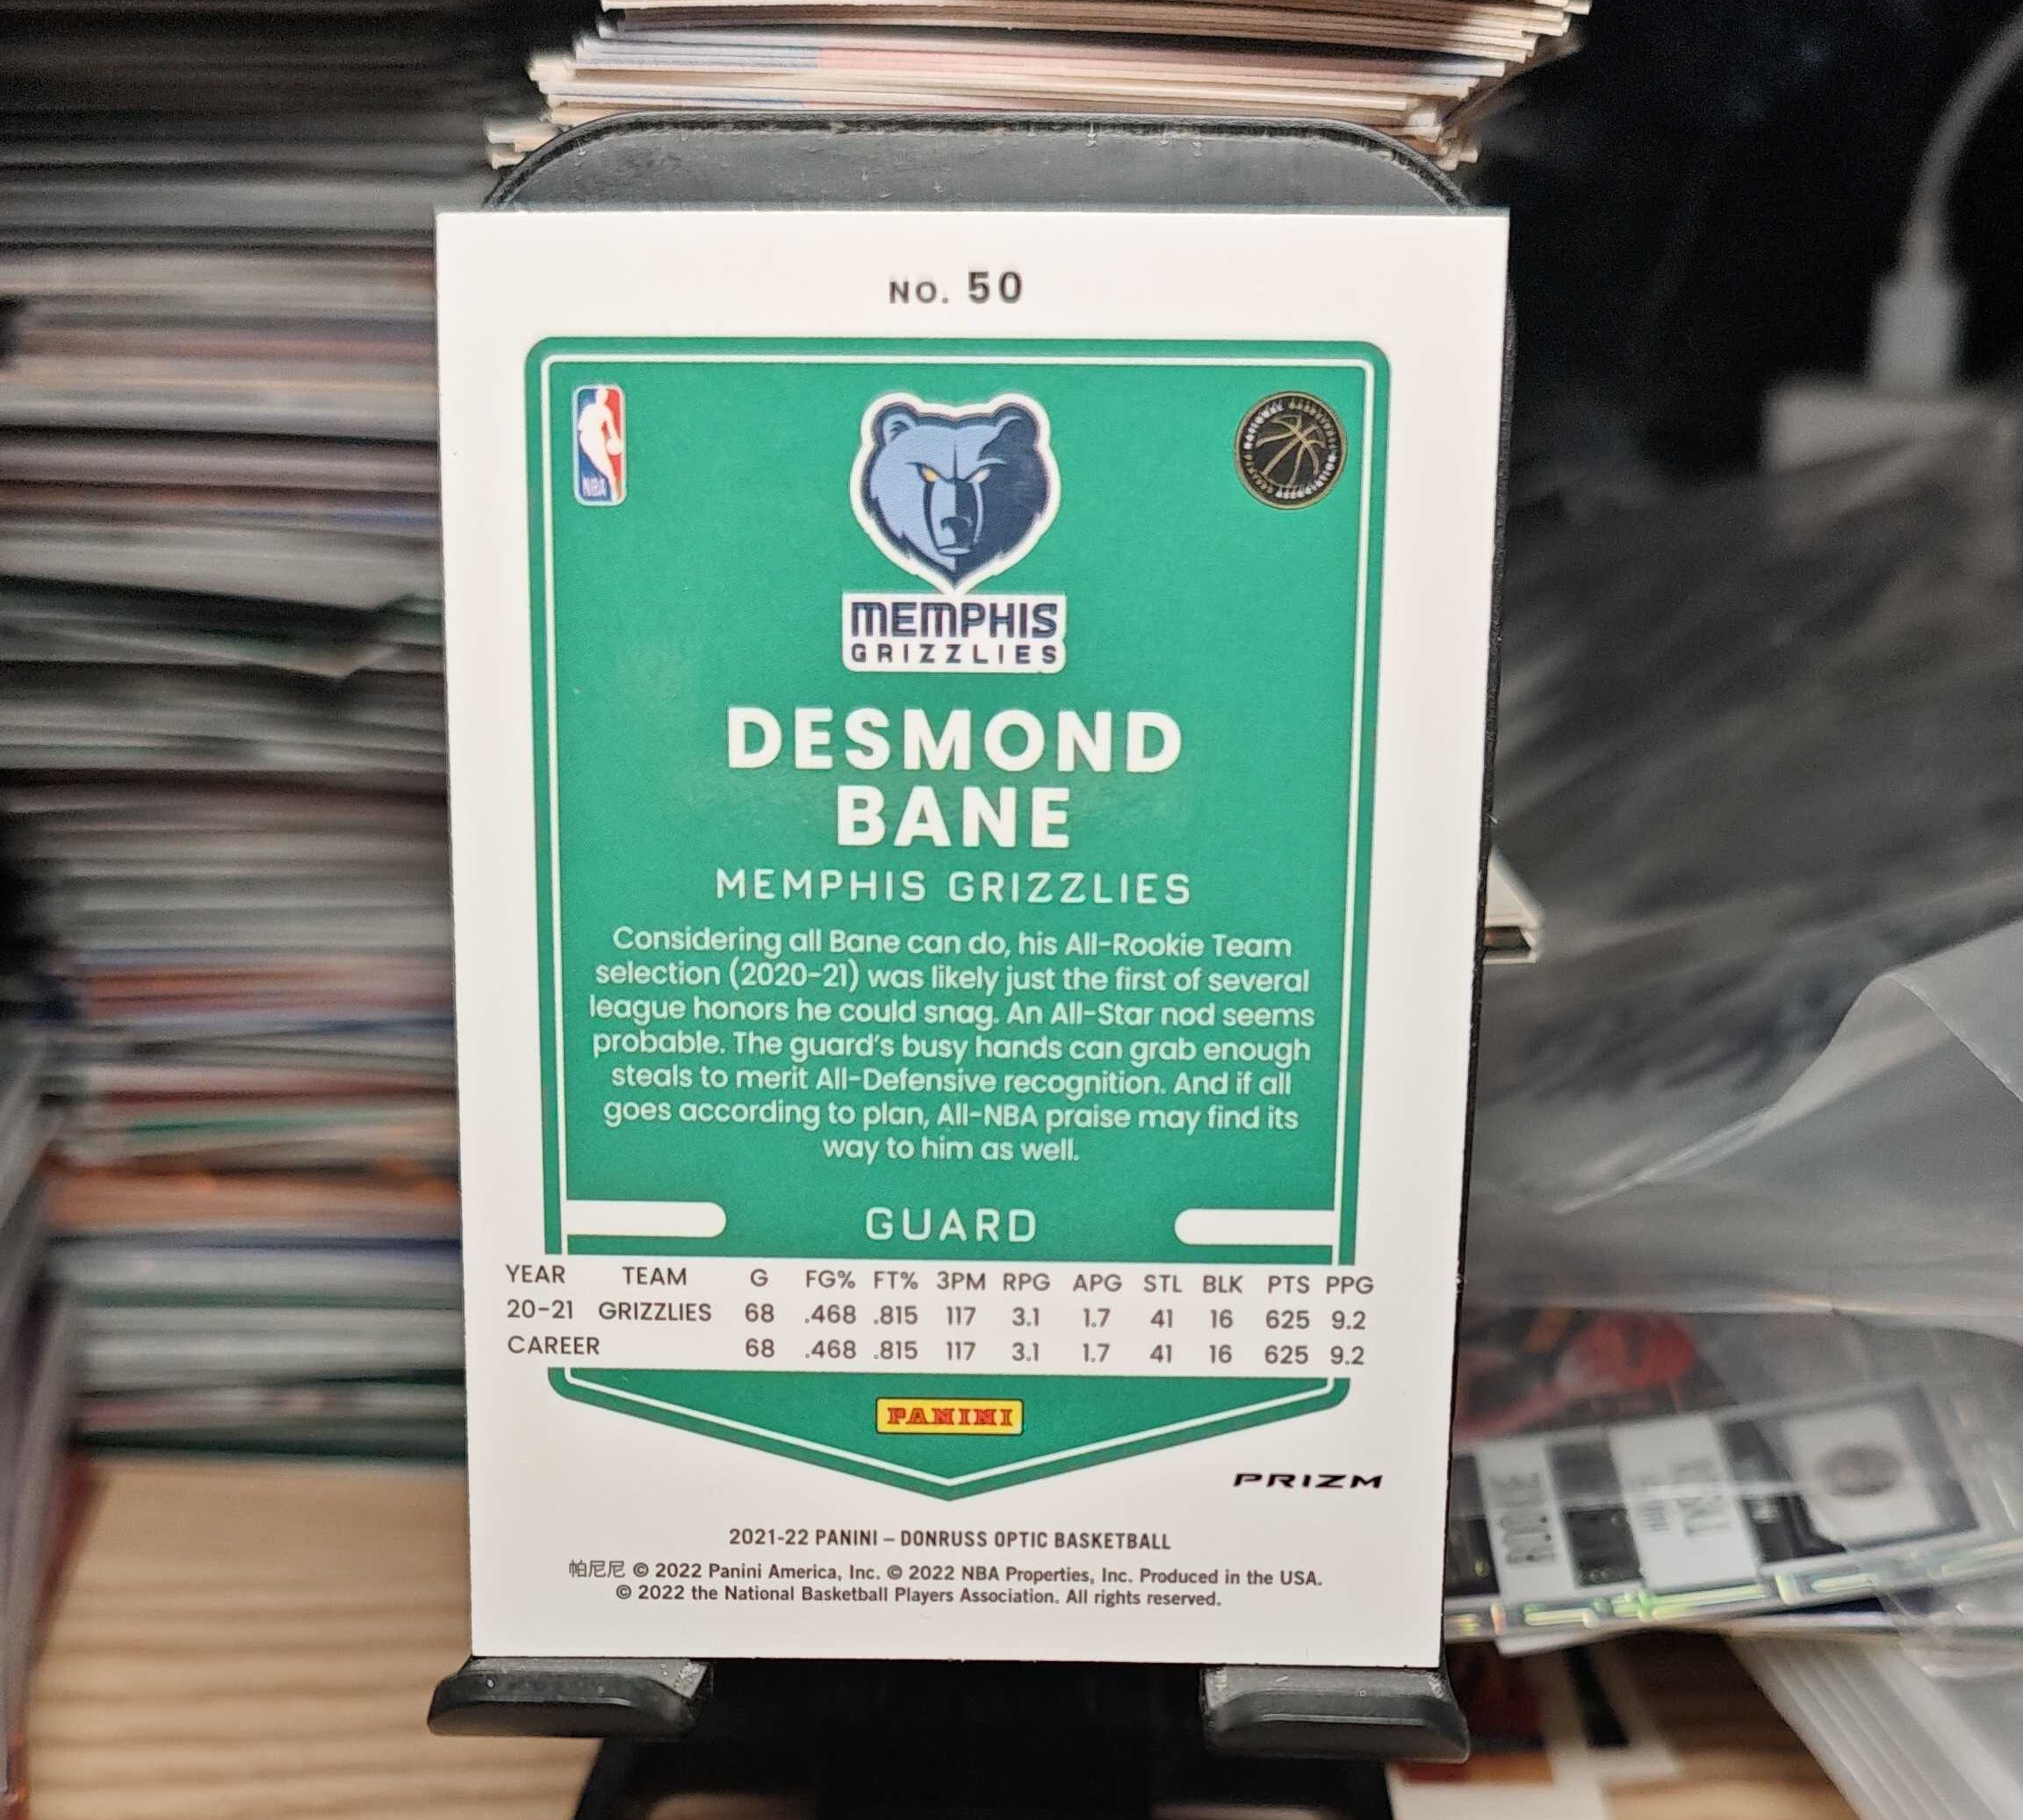 NO. 50
NBA
MEMPHIS
GRIZZLIES
DESMOND
BANE
MEMPHIS GRIZZLIES
Considering all Bane can do, his All-Rookie Team
selection (2020-21) was likely just the first of several
league honors he could snag. An All-Star nod seems
probable. The guard's busy hands can grab enough
steals to merit All-Defensive recognition. And if all
goes according to plan, All-NBA praise may find its
way to him as well.
GUARD
YEAR TEAM G FG% FT% 3PM RPG APG STL BLK PTS PPG
20-21 GRIZZLIES 68 .468 .815 117 3.1 1.7 41 16 625 9.2
CAREER 68 .468 .815 117 3.1 1.7 41 16 625 9.2
PANINI
PRIZM
2021-22 PANINI – DONRUSS OPTIC BASKETBALL
帕尼尼 © 2022 Panini America, Inc. © 2022 NBA Properties, Inc. Produced in the USA.
© 2022 the National Basketball Players Association. All rights reserved.
ROOKIE